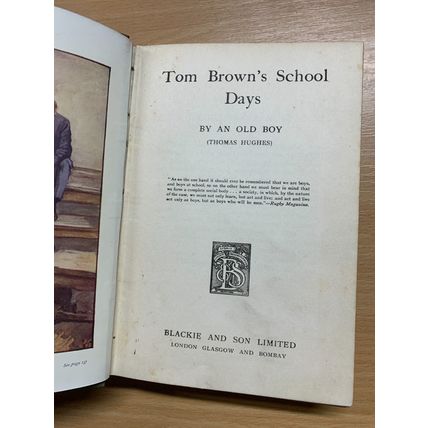 Tom Brown's School
Days
BY AN OLD BOY
(THOMAS HUGHES)
"As on the one hand it should ever be remembered that we are boys,
and boys at school, so on the other hand we must bear in mind that
we form a complete social body . . . a society, in which, by the nature
of the case, we must not only learn, but act and live; and act and live
not only as boys, but as boys who will be men."—Rugby Magazine.
BLACKIE AND SON LIMITED
LONDON GLASGOW AND BOMBAY